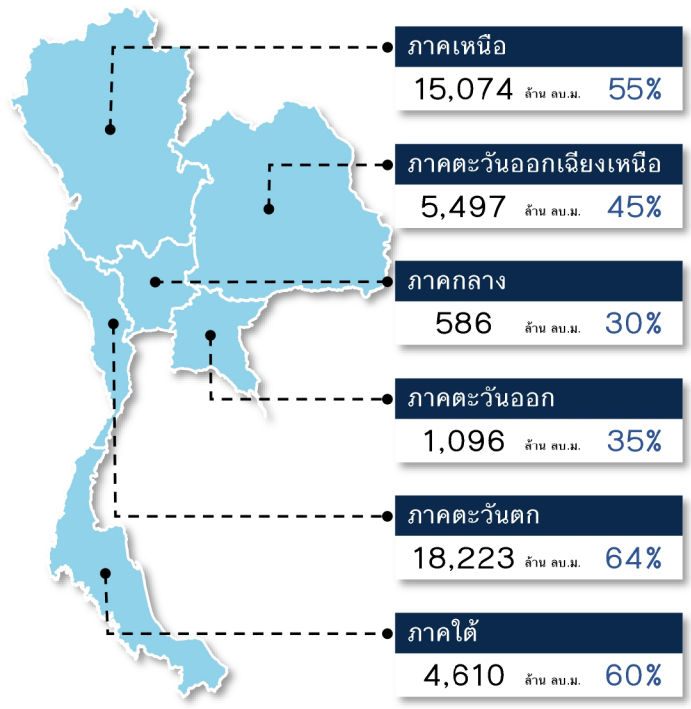 ภาคเหนือ
15,074 ล้าน ลบ.ม. 55%
ภาคตะวันออกเฉียงเหนือ
5,497 ล้าน ลบ.ม. 45%
ภาคกลาง
586 ล้าน ลบ.ม. 30%
ภาคตะวันออก
1,096 ล้าน ลบ.ม. 35%
ภาคตะวันตก
18,223 ล้าน ลบ.ม. 64%
ภาคใต้
4,610 ล้าน ลบ.ม. 60%